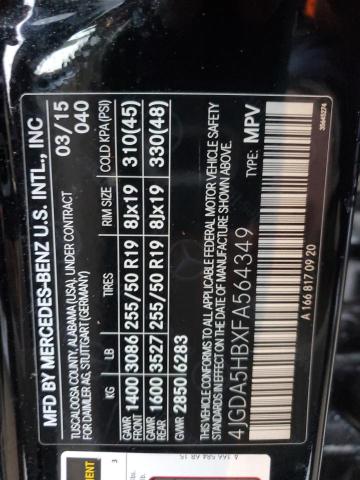 MFD BY MERCEDES-BENZ U.S. INTL., INC
TUSCALOOSA COUNTY, ALABAMA (USA), UNDER CONTRACT 03/15
FOR DAIMLER AG, STUTTGART (GERMANY) 040
KG LB TIRES RIM SIZE COLD KPA(PSI)
GAWR FRONT 1400 3086 255/50 R19 8Jx19 310(45)
GAWR REAR 1600 3527 255/50 R19 8Jx19 330(48)
GVWR 2850 6283
THIS VEHICLE CONFORMS TO ALL APPLICABLE FEDERAL MOTOR VEHICLE SAFETY
STANDARDS IN EFFECT ON THE DATE OF MANUFACTURE SHOWN ABOVE.
4JGDA5HBXFA564349 TYPE: MPV
A 166 817 09 20